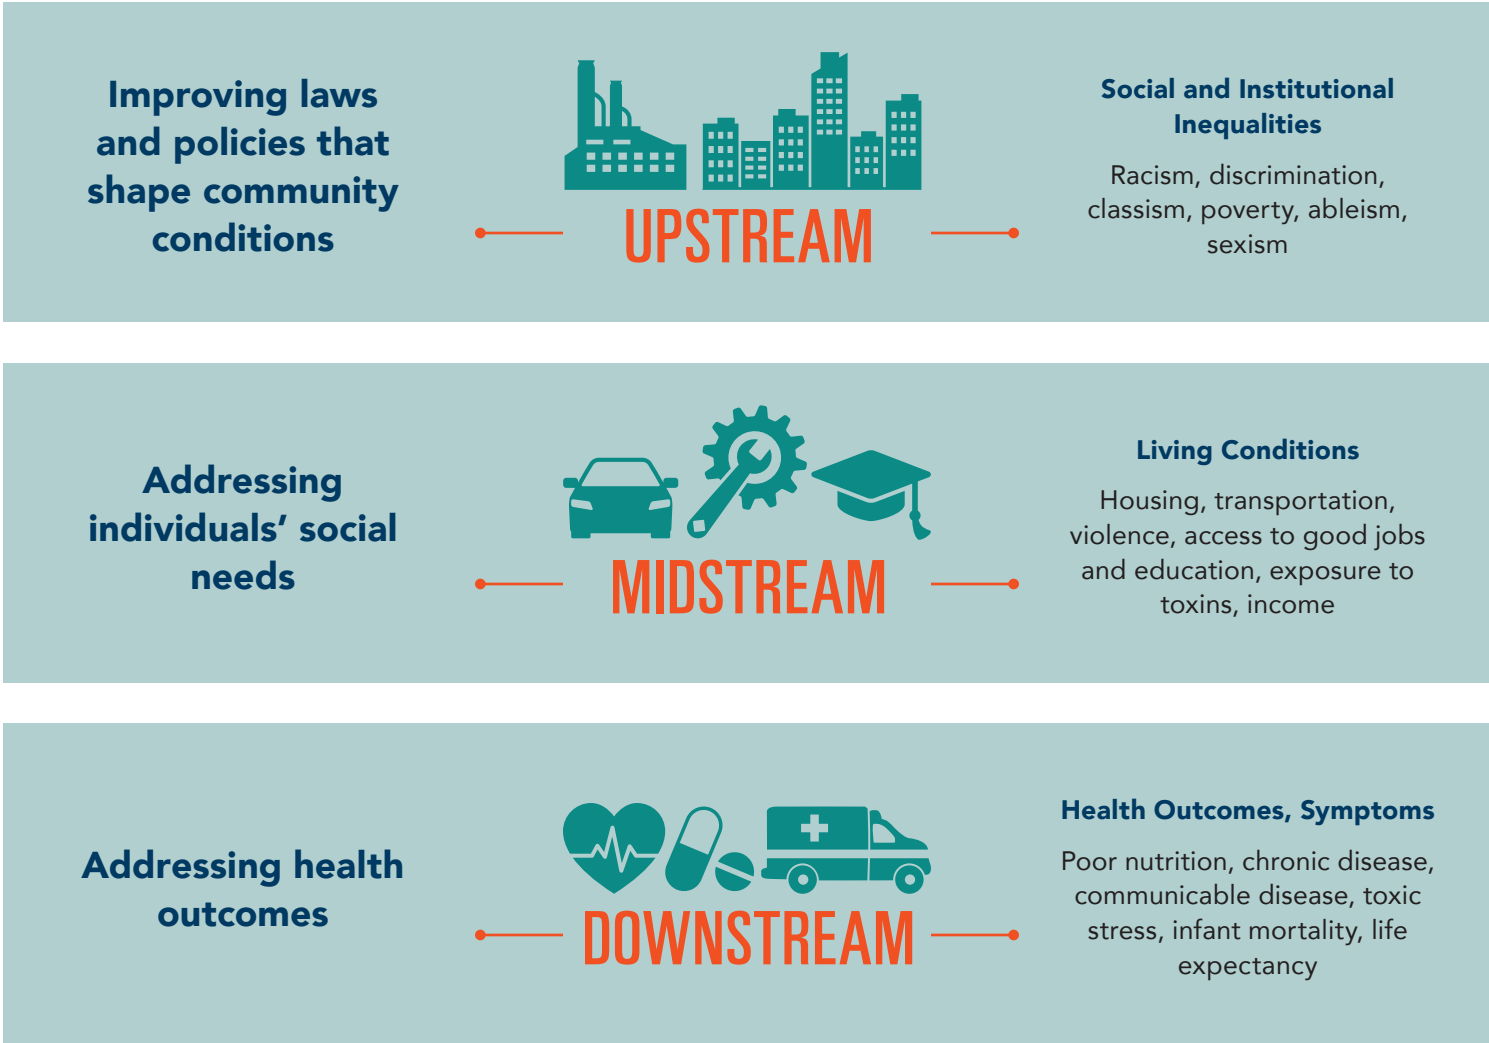 Improving laws
and policies that
shape community
conditions
UPSTREAM
Social and Institutional
Inequalities
Racism, discrimination,
classism, poverty, ableism,
sexism
Addressing
individuals’ social
needs
MIDSTREAM
Living Conditions
Housing, transportation,
violence, access to good jobs
and education, exposure to
toxins, income
Addressing health
outcomes
DOWNSTREAM
Health Outcomes, Symptoms
Poor nutrition, chronic disease,
communicable disease, toxic
stress, infant mortality, life
expectancy